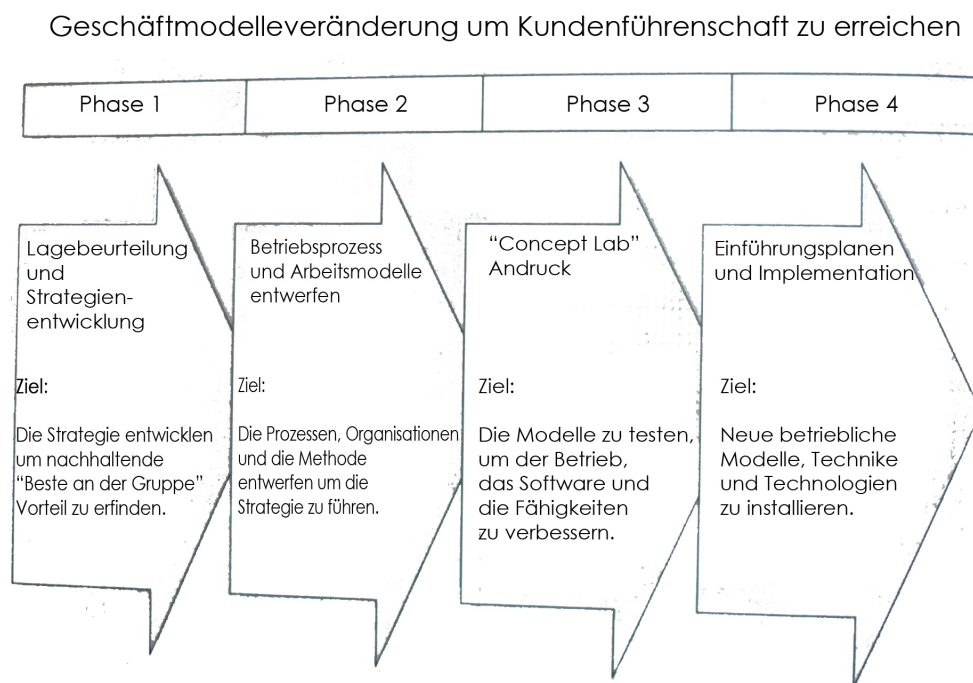 Geschäftmodelleveränderung um Kundenführenschaft zu erreichen
Phase 1
Phase 2
Phase 3
Phase 4
Lagebeurteilung
und
Strategien-
entwicklung
Ziel:
Die Strategie entwicklen
um nachhaltende
“Beste an der Gruppe”
Vorteil zu erfinden.
Betriebsprozess
und Arbeitsmodelle
entwerfen
Ziel:
Die Prozessen, Organisationen
und die Methode
entwerfen um die
Strategie zu führen.
“Concept Lab”
Andruck
Ziel:
Die Modelle zu testen,
um der Betrieb,
das Software und
die Fähigkeiten
zu verbessern.
Einführungsplanen
und Implementation
Ziel:
Neue betriebliche
Modelle, Technike
und Technologien
zu installieren.